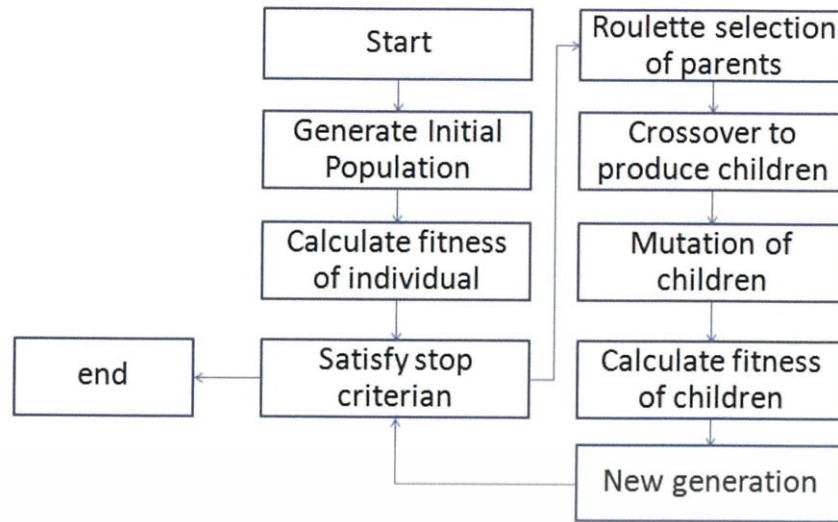 Start
Generate Initial
Population
Calculate fitness
of individual
Satisfy stop
criterian
end
Roulette selection
of parents
Crossover to
produce children
Mutation of
children
Calculate fitness
of children
New generation